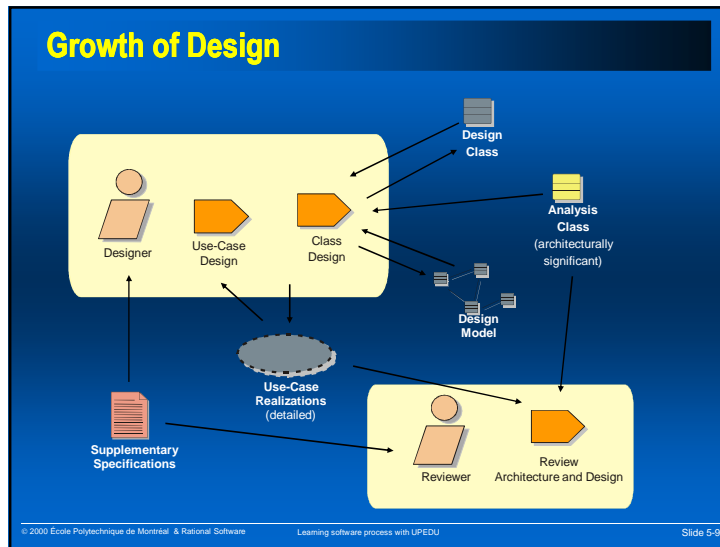 Growth of Design
Design
Class
Designer
Use-Case
Design
Class
Design
Analysis
Class
(architecturally
significant)
Design
Model
Use-Case
Realizations
(detailed)
Supplementary
Specifications
Reviewer
Review
Architecture and Design
© 2000 École Polytechnique de Montréal & Rational Software
Learning software process with UPEDU
Slide 5-9